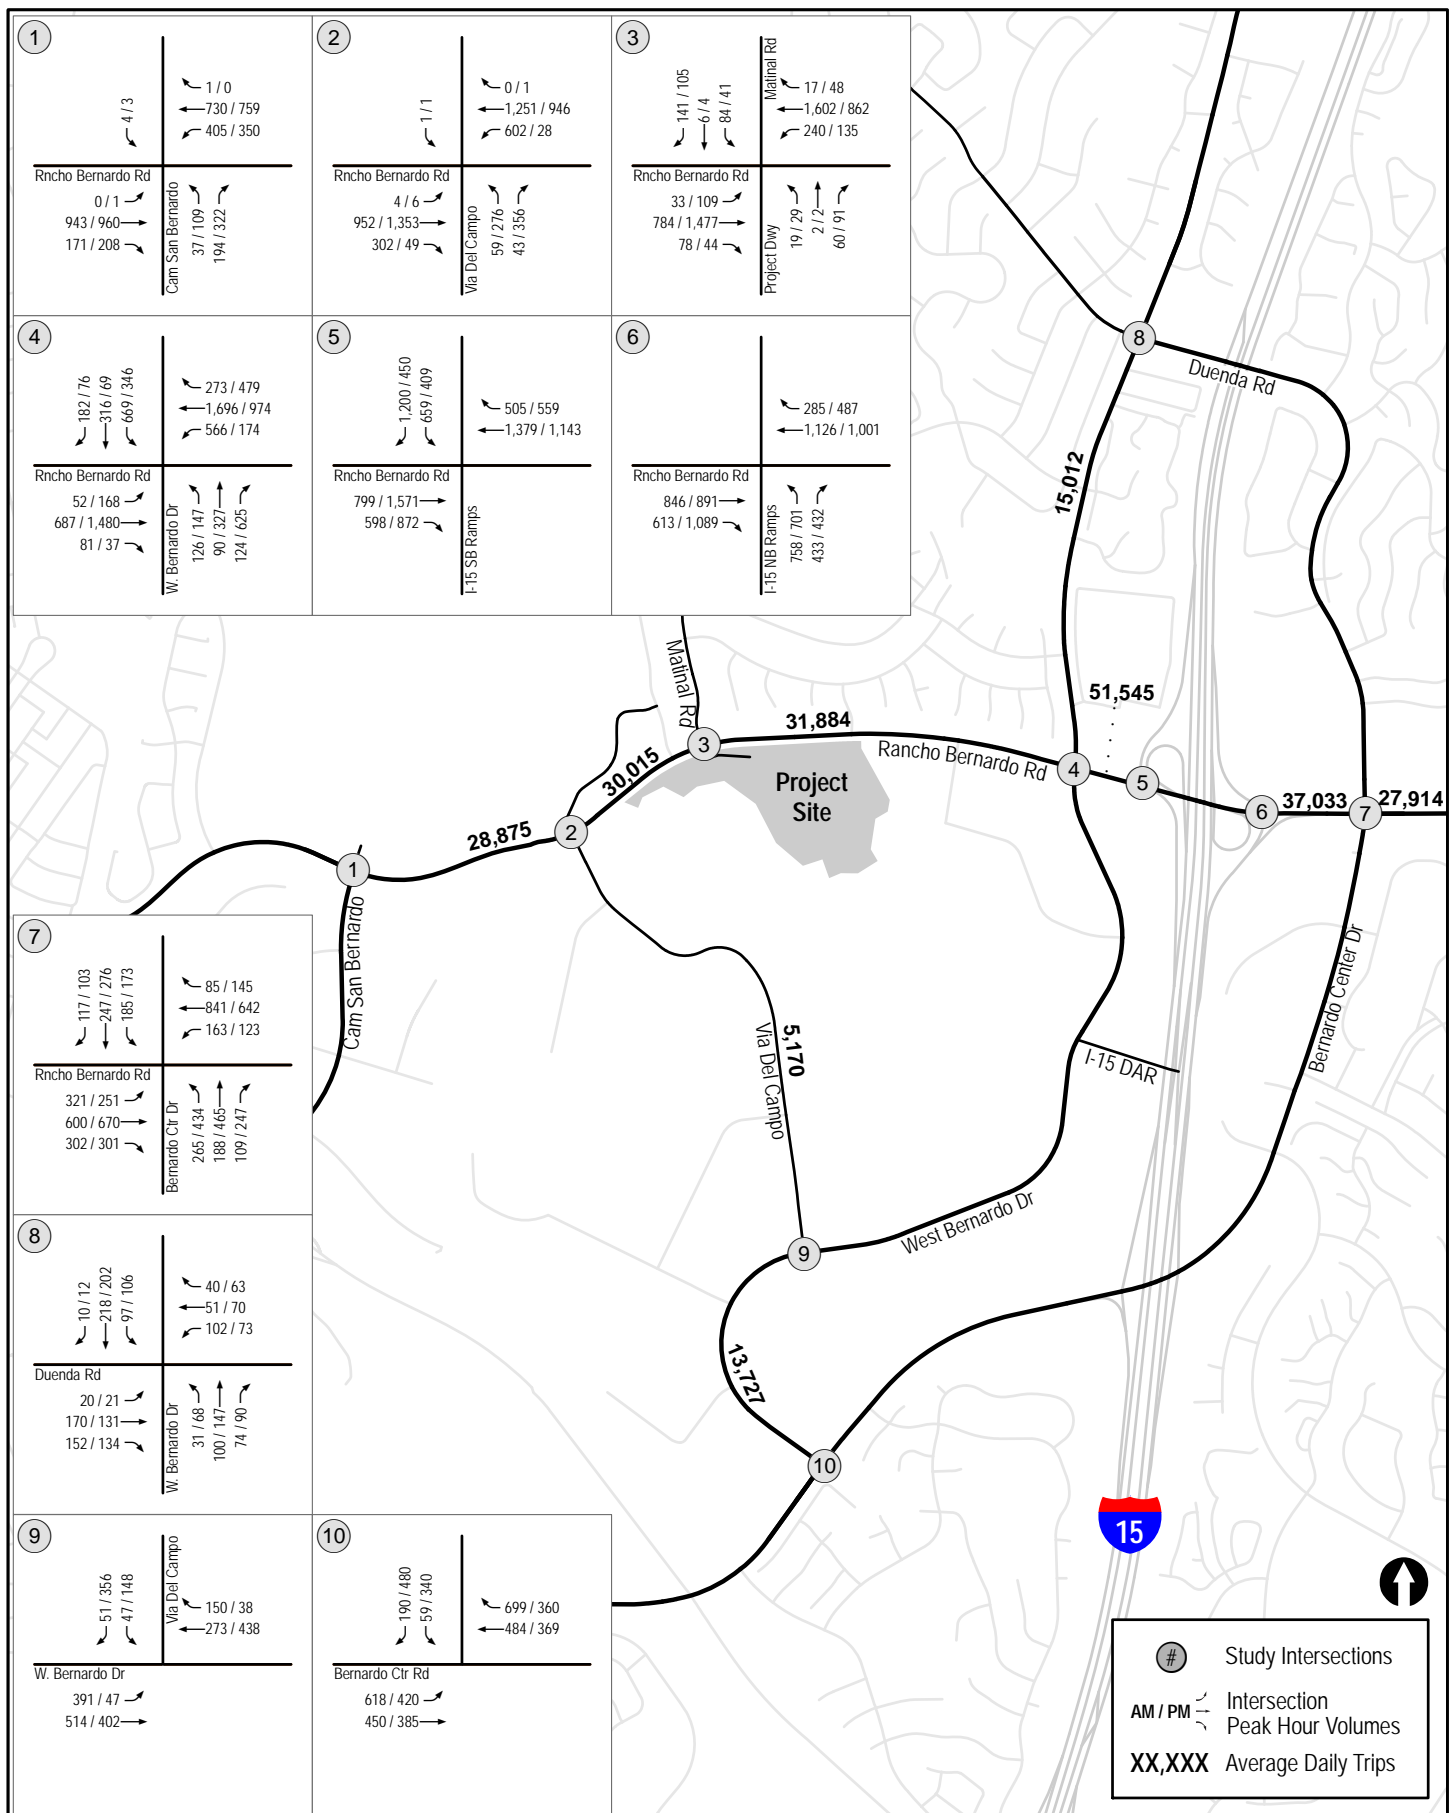 1
4 / 3
1 / 0
730 / 759
405 / 350
Rncho Bernardo Rd
0 / 1
943 / 960
171 / 208
Cam San Bernardo
37 / 109
194 / 322
2
1 / 1
0 / 1
1,251 / 946
602 / 28
Rncho Bernardo Rd
4 / 6
952 / 1,353
302 / 49
Via Del Campo
59 / 276
43 / 356
3
141 / 105
6 / 4
84 / 41
Matinal Rd
17 / 48
1,602 / 862
240 / 135
Rncho Bernardo Rd
33 / 109
784 / 1,477
78 / 44
Project Dwy
19 / 29
2 / 2
60 / 91
4
182 / 76
316 / 69
669 / 346
273 / 479
1,696 / 974
566 / 174
Rncho Bernardo Rd
52 / 168
687 / 1,480
81 / 37
W. Bernardo Dr
126 / 147
90 / 327
124 / 625
5
1,200 / 450
659 / 409
505 / 559
1,379 / 1,143
Rncho Bernardo Rd
799 / 1,571
598 / 872
I-15 SB Ramps
6
285 / 487
1,126 / 1,001
Rncho Bernardo Rd
846 / 891
613 / 1,089
I-15 NB Ramps
758 / 701
433 / 432
8
Duenda Rd
15,012
Matinal Rd
51,545
31,884
3
Rancho Bernardo Rd
4
5
30,015
Project
Site
6
37,033
7
27,914
28,875
2
1
Cam San Bernardo
5,170
Via Del Campo
I-15 DAR
Bernardo Center Dr
West Bernardo Dr
9
13,727
10
15
7
117 / 103
247 / 276
185 / 173
85 / 145
841 / 642
163 / 123
Rncho Bernardo Rd
321 / 251
600 / 670
302 / 301
Bernardo Ctr Dr
265 / 434
188 / 465
109 / 247
8
10 / 12
218 / 202
97 / 106
40 / 63
51 / 70
102 / 73
Duenda Rd
20 / 21
170 / 131
152 / 134
W. Bernardo Dr
31 / 68
100 / 147
74 / 90
9
51 / 356
47 / 148
Via Del Campo
150 / 38
273 / 438
W. Bernardo Dr
391 / 47
514 / 402
10
190 / 480
59 / 340
699 / 360
484 / 369
Bernardo Ctr Rd
618 / 420
450 / 385
# Study Intersections
AM / PM Intersection
Peak Hour Volumes
XX,XXX Average Daily Trips